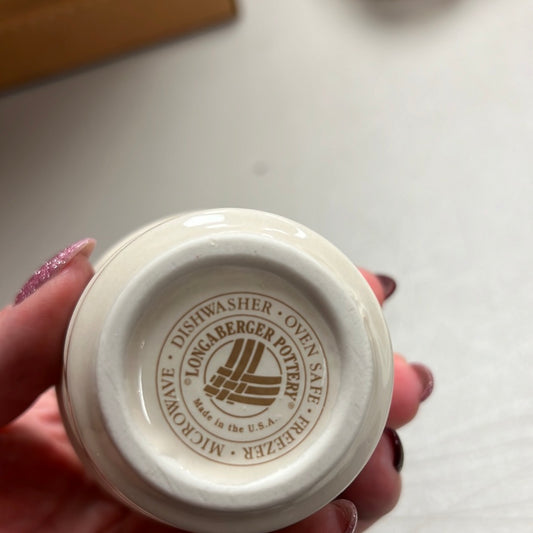 MICROWAVE • DISHWASHER • OVEN SAFE • FREEZER •
©LONGABERGER POTTERY®
Made in the U.S.A.